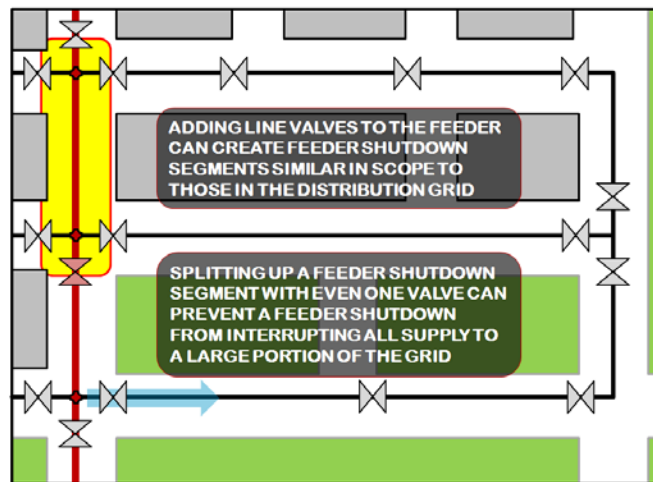 ADDING LINE VALVES TO THE FEEDER
CAN CREATE FEEDER SHUTDOWN
SEGMENTS SIMILAR IN SCOPE TO
THOSE IN THE DISTRIBUTION GRID
SPLITTING UP A FEEDER SHUTDOWN
SEGMENT WITH EVEN ONE VALVE CAN
PREVENT A FEEDER SHUTDOWN
FROM INTERRUPTING ALL SUPPLY TO
A LARGE PORTION OF THE GRID